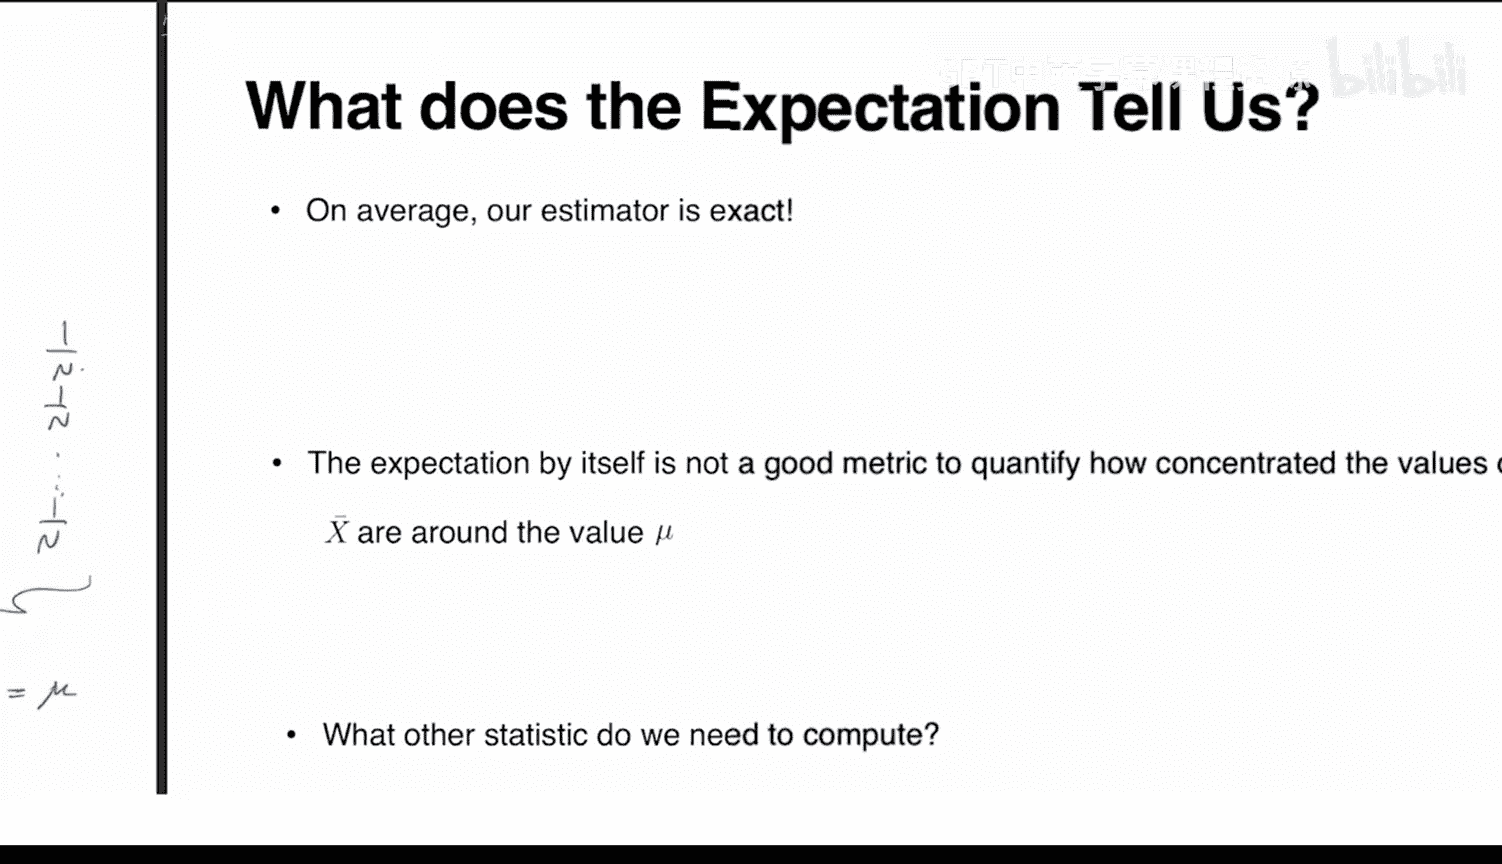 What does the Expectation Tell Us?
bilibili
• On average, our estimator is exact!
• The expectation by itself is not a good metric to quantify how concentrated the values
X̄ are around the value μ
• What other statistic do we need to compute?
= μ